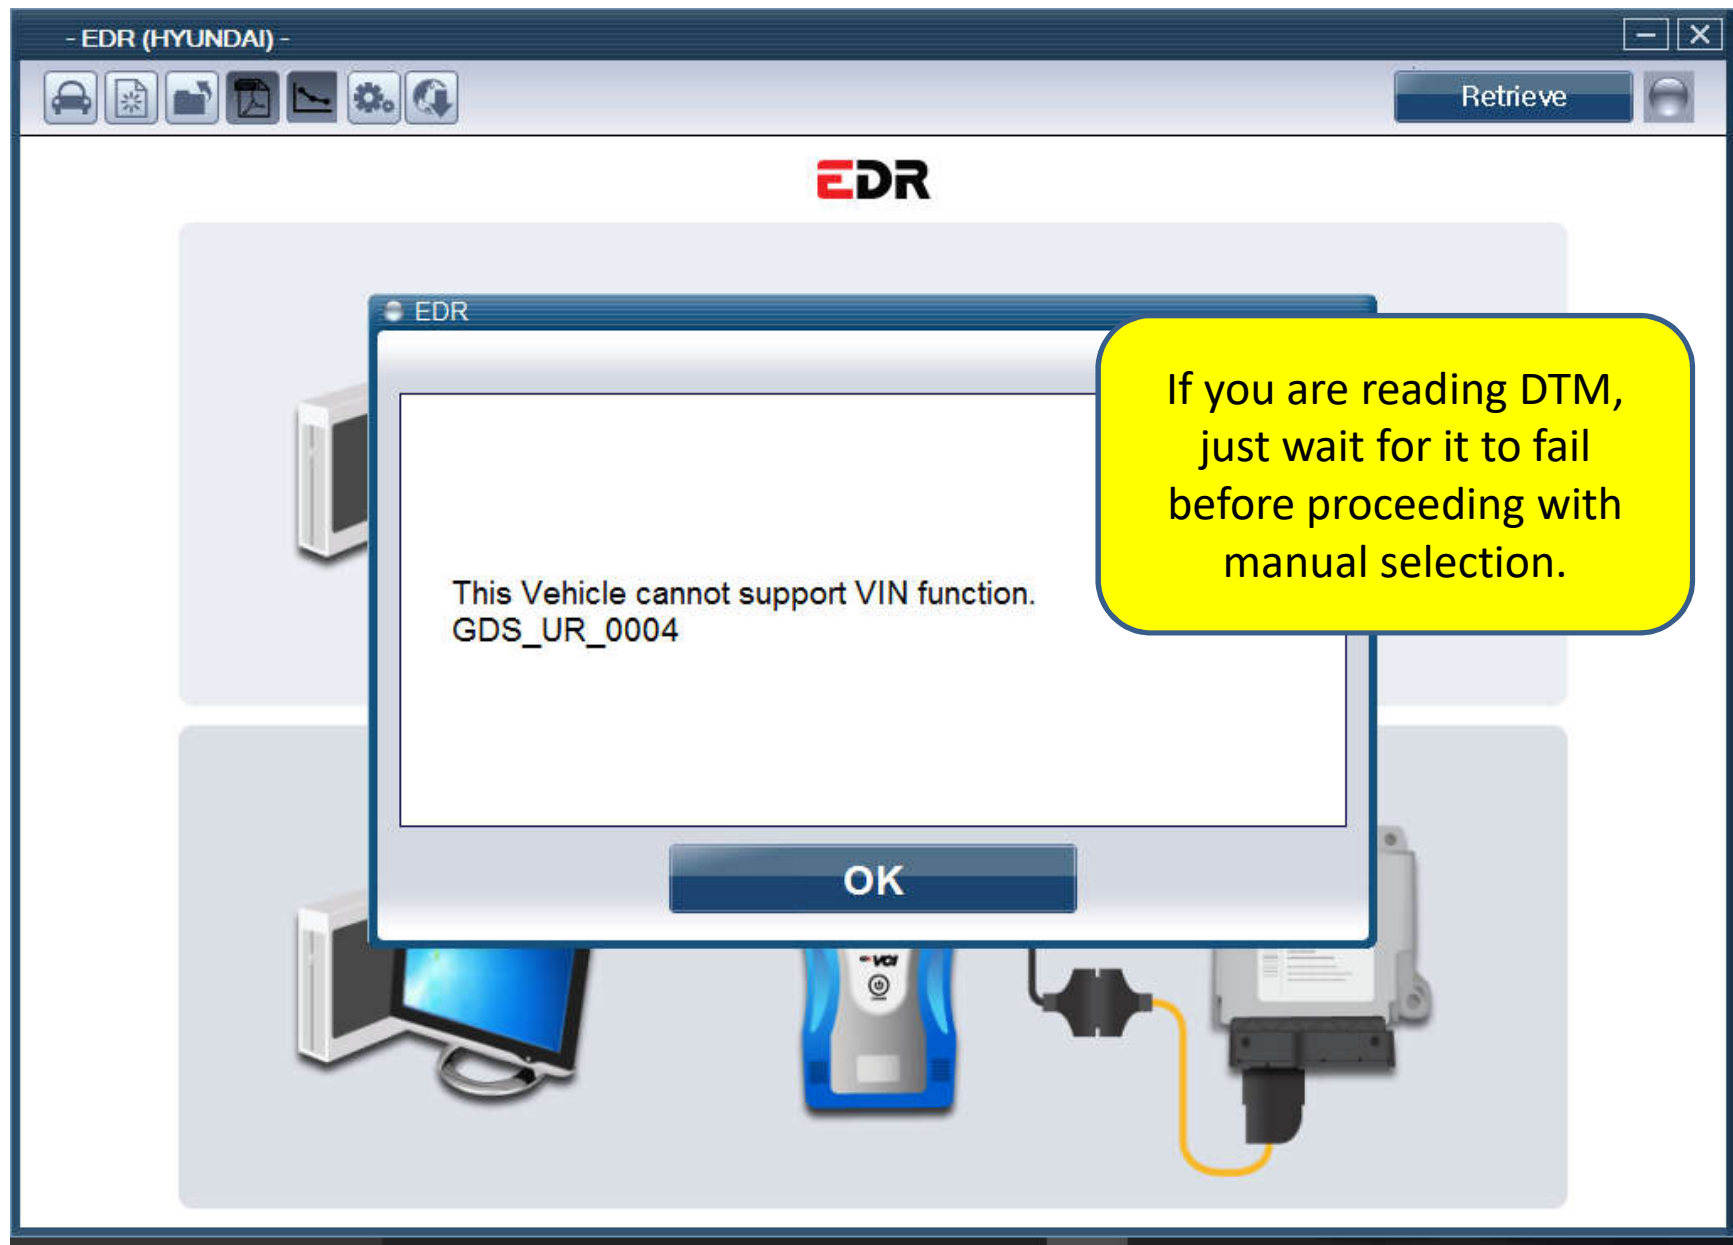 - EDR (HYUNDAI) -
Retrieve
EDR
EDR
If you are reading DTM,
just wait for it to fail
before proceeding with
manual selection.
This Vehicle cannot support VIN function.
GDS_UR_0004
OK
VCI